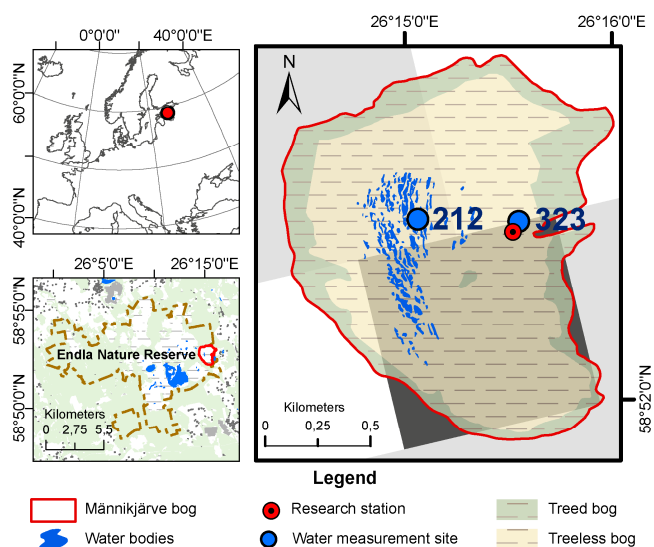 0°0'0" 40°0'0"E
60°0'0"N
40°0'0"N
26°5'0"E 26°15'0"E
58°55'0"N
58°50'0"N
Endla Nature Reserve
Kilometers
0 2,75 5,5
26°15'0"E 26°16'0"E
N
212 323
58°52'0"N
Kilometers
0 0,25 0,5
Legend
Männikjärve bog
Research station
Treed bog
Water bodies
Water measurement site
Treeless bog